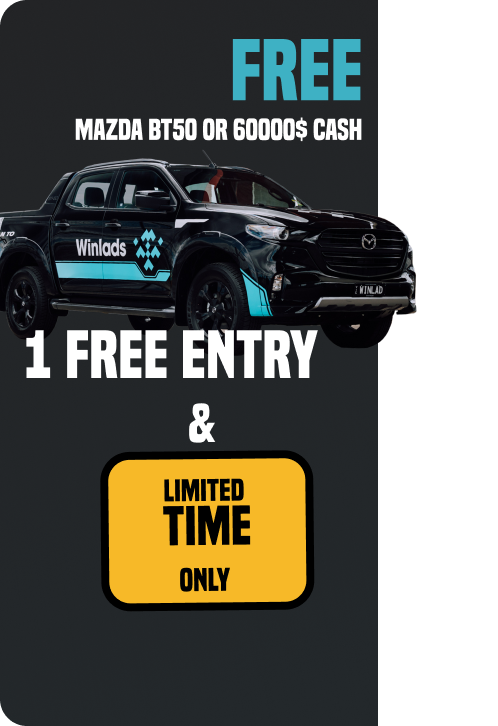 FREE
MAZDA BT50 OR 60000$ CASH
Winlads
WINLAD
1 FREE ENTRY
&
LIMITED
TIME
ONLY